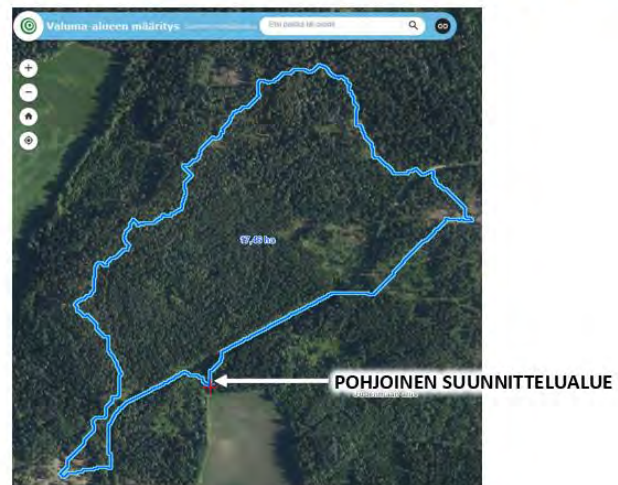 Valuma-alueen määritys
Etsi paikka tai osoite
17,46 ha
POHJOINEN SUUNNITTELUALUE